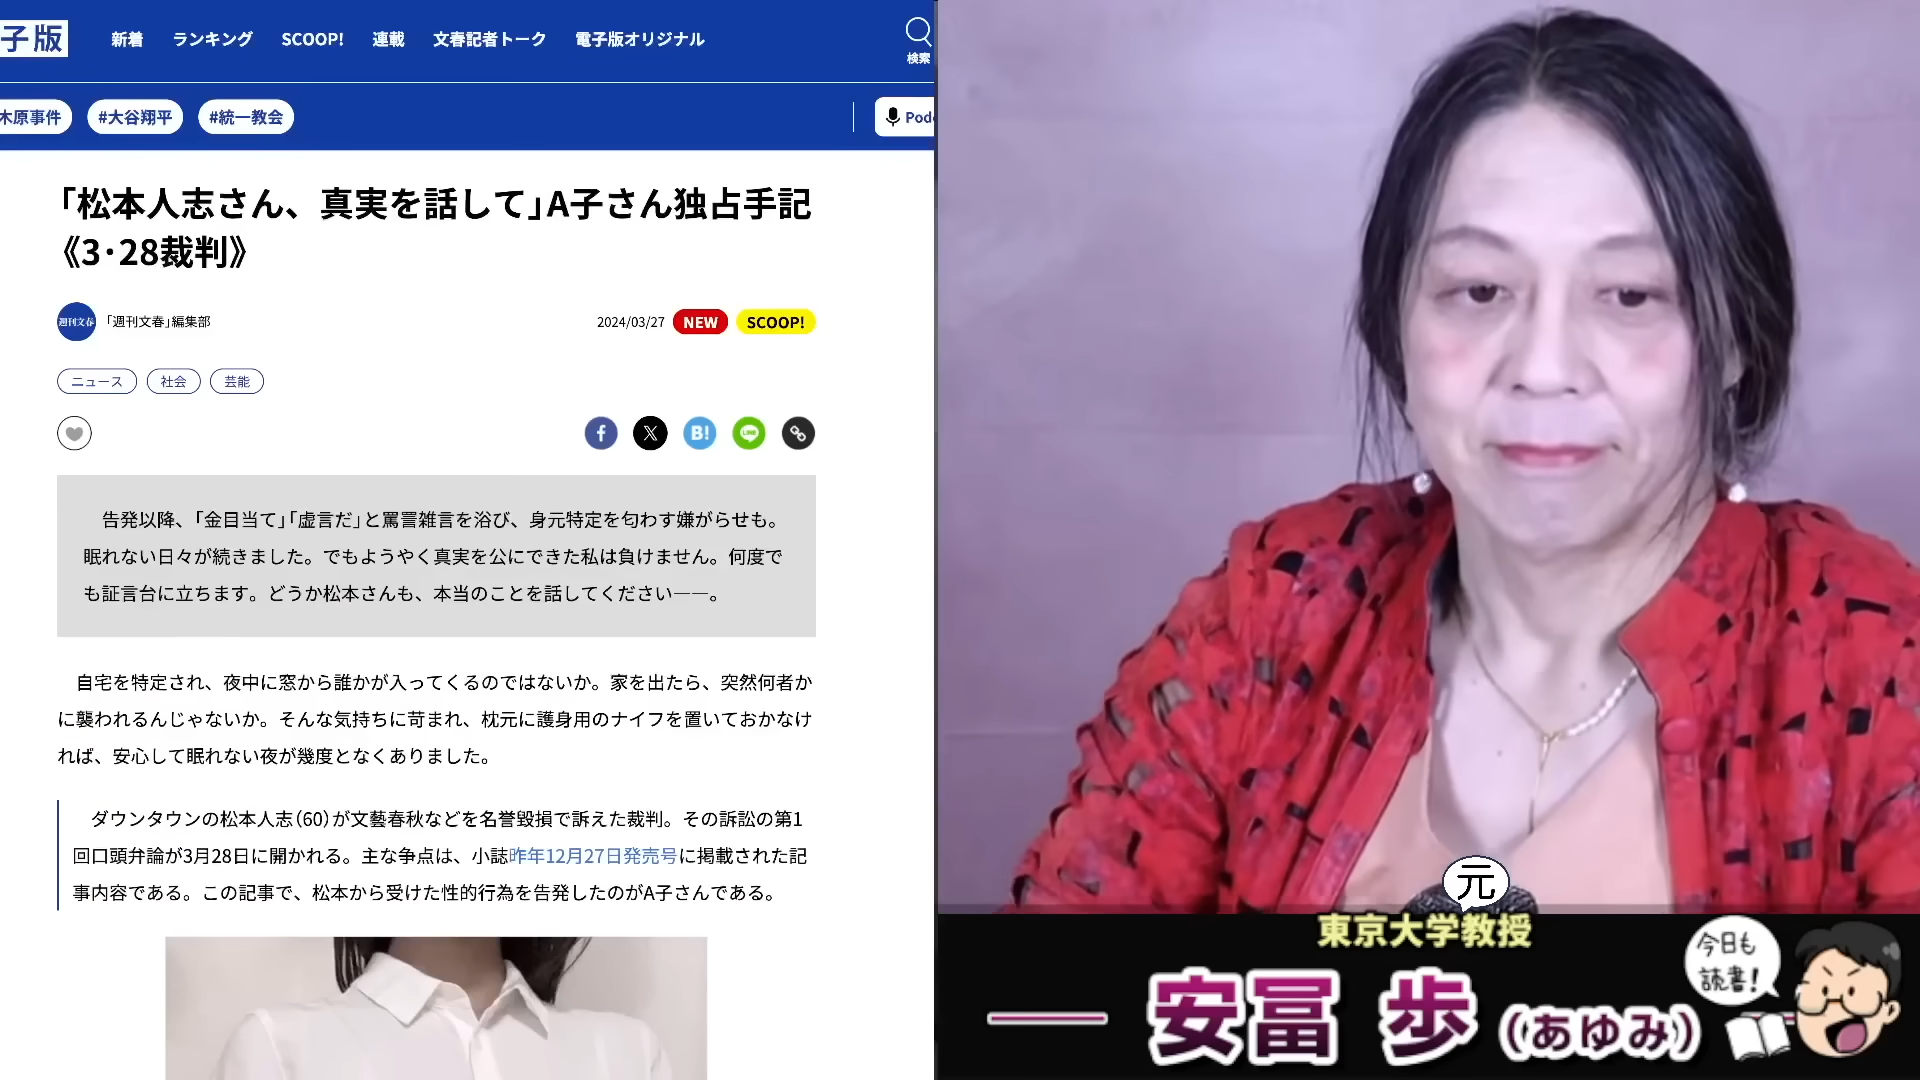 子版
新着 ランキング SCOOP! 連載 文春記者トーク 電子版オリジナル
検索
木原事件 #大谷翔平 #統一教会
「松本人志さん、真実を話して」A子さん独占手記
《3・28裁判》
週刊文春 「週刊文春」編集部 2024/03/27 NEW SCOOP!
ニュース 社会 芸能
f X B! LINE
告発以降、「金目当て」「虚言だ」と罵詈雑言を浴び、身元特定を匂わす嫌がらせも。
眠れない日々が続きました。でもようやく真実を公にできた私は負けません。何度で
も証言台に立ちます。どうか松本さんも、本当のことを話してください――。
自宅を特定され、夜中に窓から誰かが入ってくるのではないか。家を出たら、突然何者か
に襲われるんじゃないか。そんな気持ちに苛まれ、枕元に護身用のナイフを置いておかなけ
れば、安心して眠れない夜が幾度となくありました。
ダウンタウンの松本人志(60)が文藝春秋などを名誉毀損で訴えた裁判。その訴訟の第1
回口頭弁論が3月28日に開かれる。主な争点は、小誌昨年12月27日発売号に掲載された記
事内容である。この記事で、松本から受けた性的行為を告発したのがA子さんである。
元
東京大学教授
安冨 歩 (あゆみ)
今日も
読書!